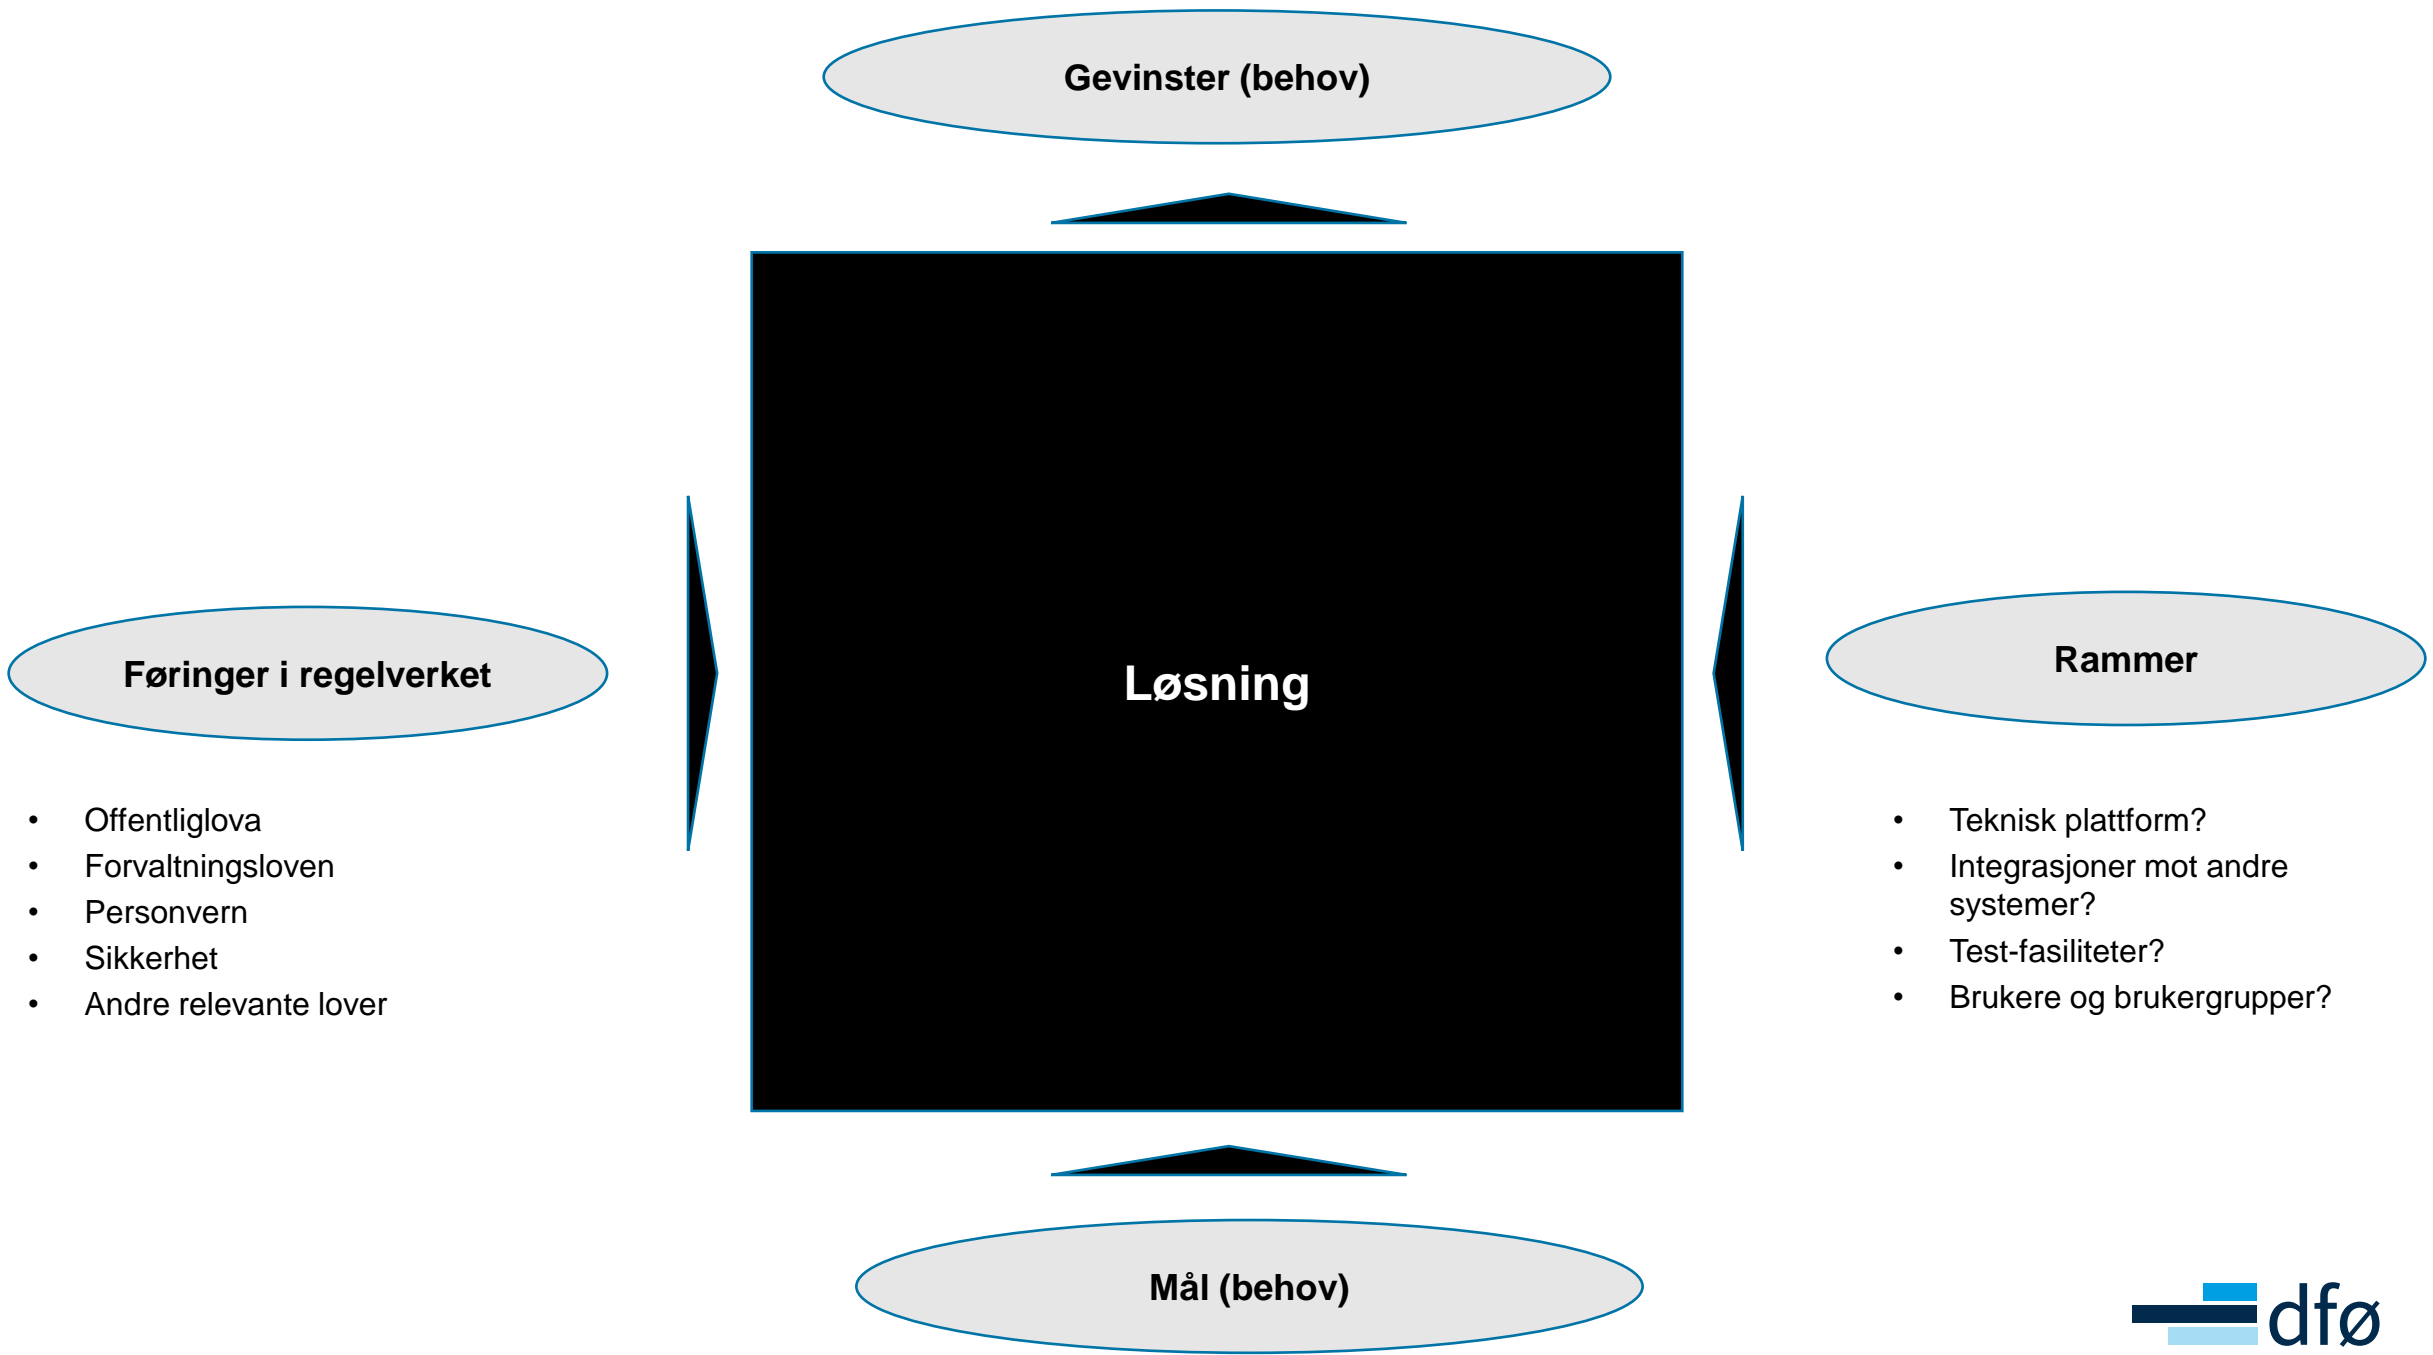 Gevinster (behov)
Føringer i regelverket
• Offentliglova
• Forvaltningsloven
• Personvern
• Sikkerhet
• Andre relevante lover
Løsning
Rammer
• Teknisk plattform?
• Integrasjoner mot andre
systemer?
• Test-fasiliteter?
• Brukere og brukergrupper?
Mål (behov)
dfø